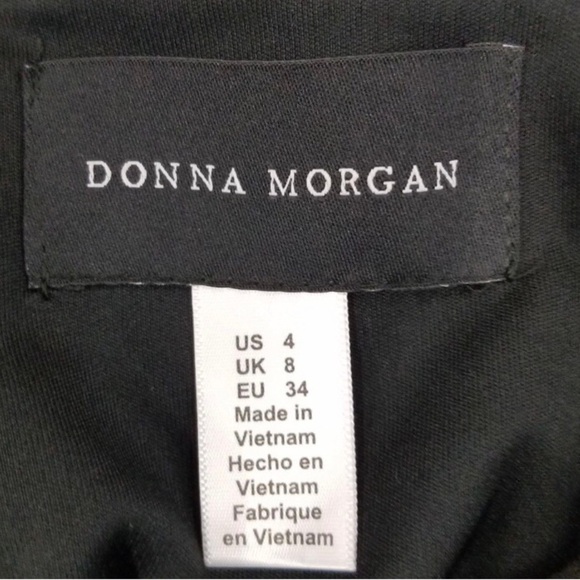 DONNA MORGAN
US 4
UK 8
EU 34
Made in
Vietnam
Hecho en
Vietnam
Fabrique
en Vietnam